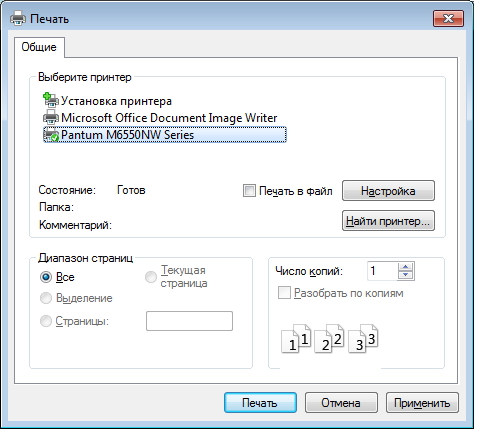 Печать
Общие
Выберите принтер
Установка принтера
Microsoft Office Document Image Writer
Pantum M6550NW Series
Состояние: Готов
Папка:
Комментарий:
Печать в файл
Настройка
Найти принтер...
Диапазон страниц
Все
Текущая страница
Выделение
Страницы:
Число копий: 1
Разобрать по копиям
1 1 2 2 3 3
Печать
Отмена
Применить